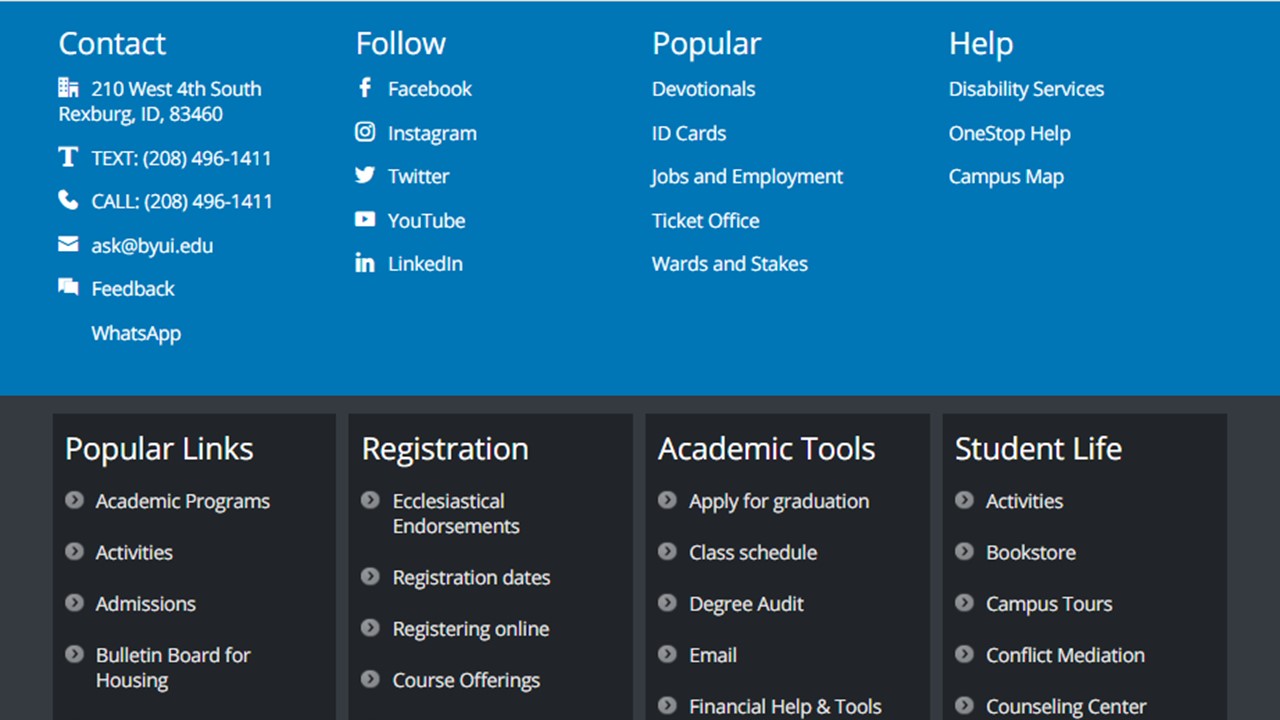 Contact
210 West 4th South
Rexburg, ID, 83460
TEXT: (208) 496-1411
CALL: (208) 496-1411
ask@byui.edu
Feedback
WhatsApp
Follow
Facebook
Instagram
Twitter
YouTube
LinkedIn
Popular
Devotionals
ID Cards
Jobs and Employment
Ticket Office
Wards and Stakes
Help
Disability Services
OneStop Help
Campus Map
Popular Links
Academic Programs
Activities
Admissions
Bulletin Board for
Housing
Registration
Ecclesiastical
Endorsements
Registration dates
Registering online
Course Offerings
Academic Tools
Apply for graduation
Class schedule
Degree Audit
Email
Financial Help & Tools
Student Life
Activities
Bookstore
Campus Tours
Conflict Mediation
Counseling Center